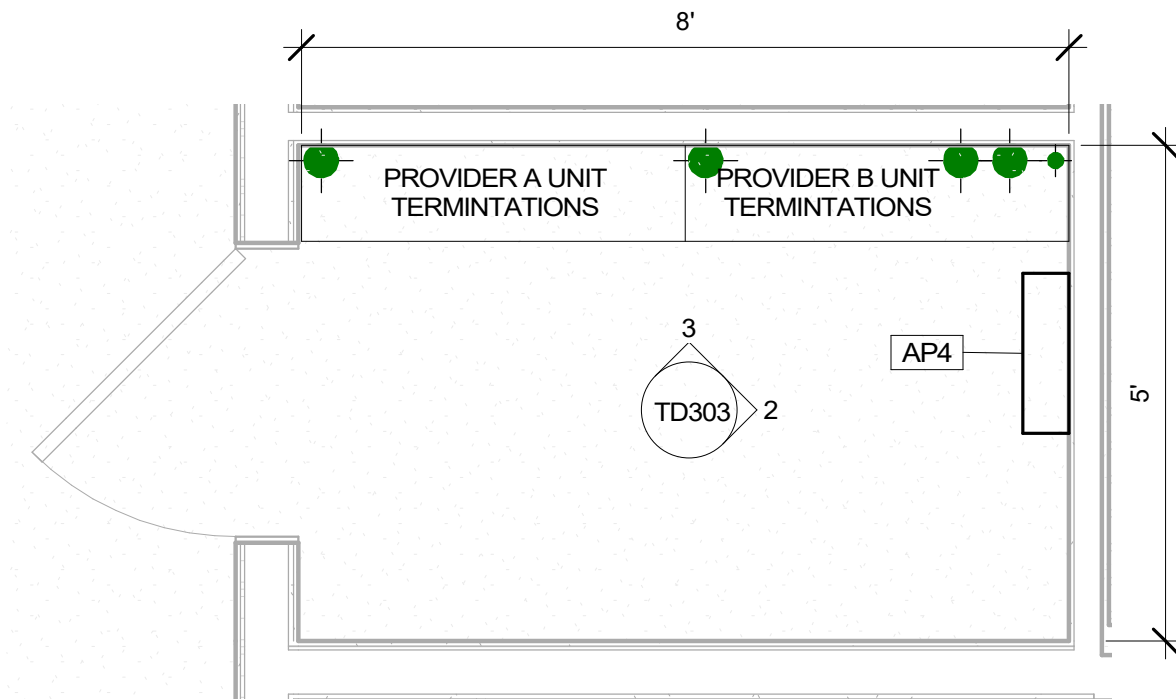 8'
PROVIDER A UNIT
TERMINTATIONS
PROVIDER B UNIT
TERMINTATIONS
AP4
5'
3
TD303
2